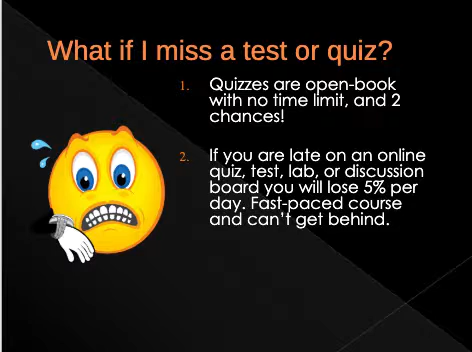 What if I miss a test or quiz?
1. Quizzes are open-book
with no time limit, and 2
chances!
2. If you are late on an online
quiz, test, lab, or discussion
board you will lose 5% per
day. Fast-paced course
and can't get behind.